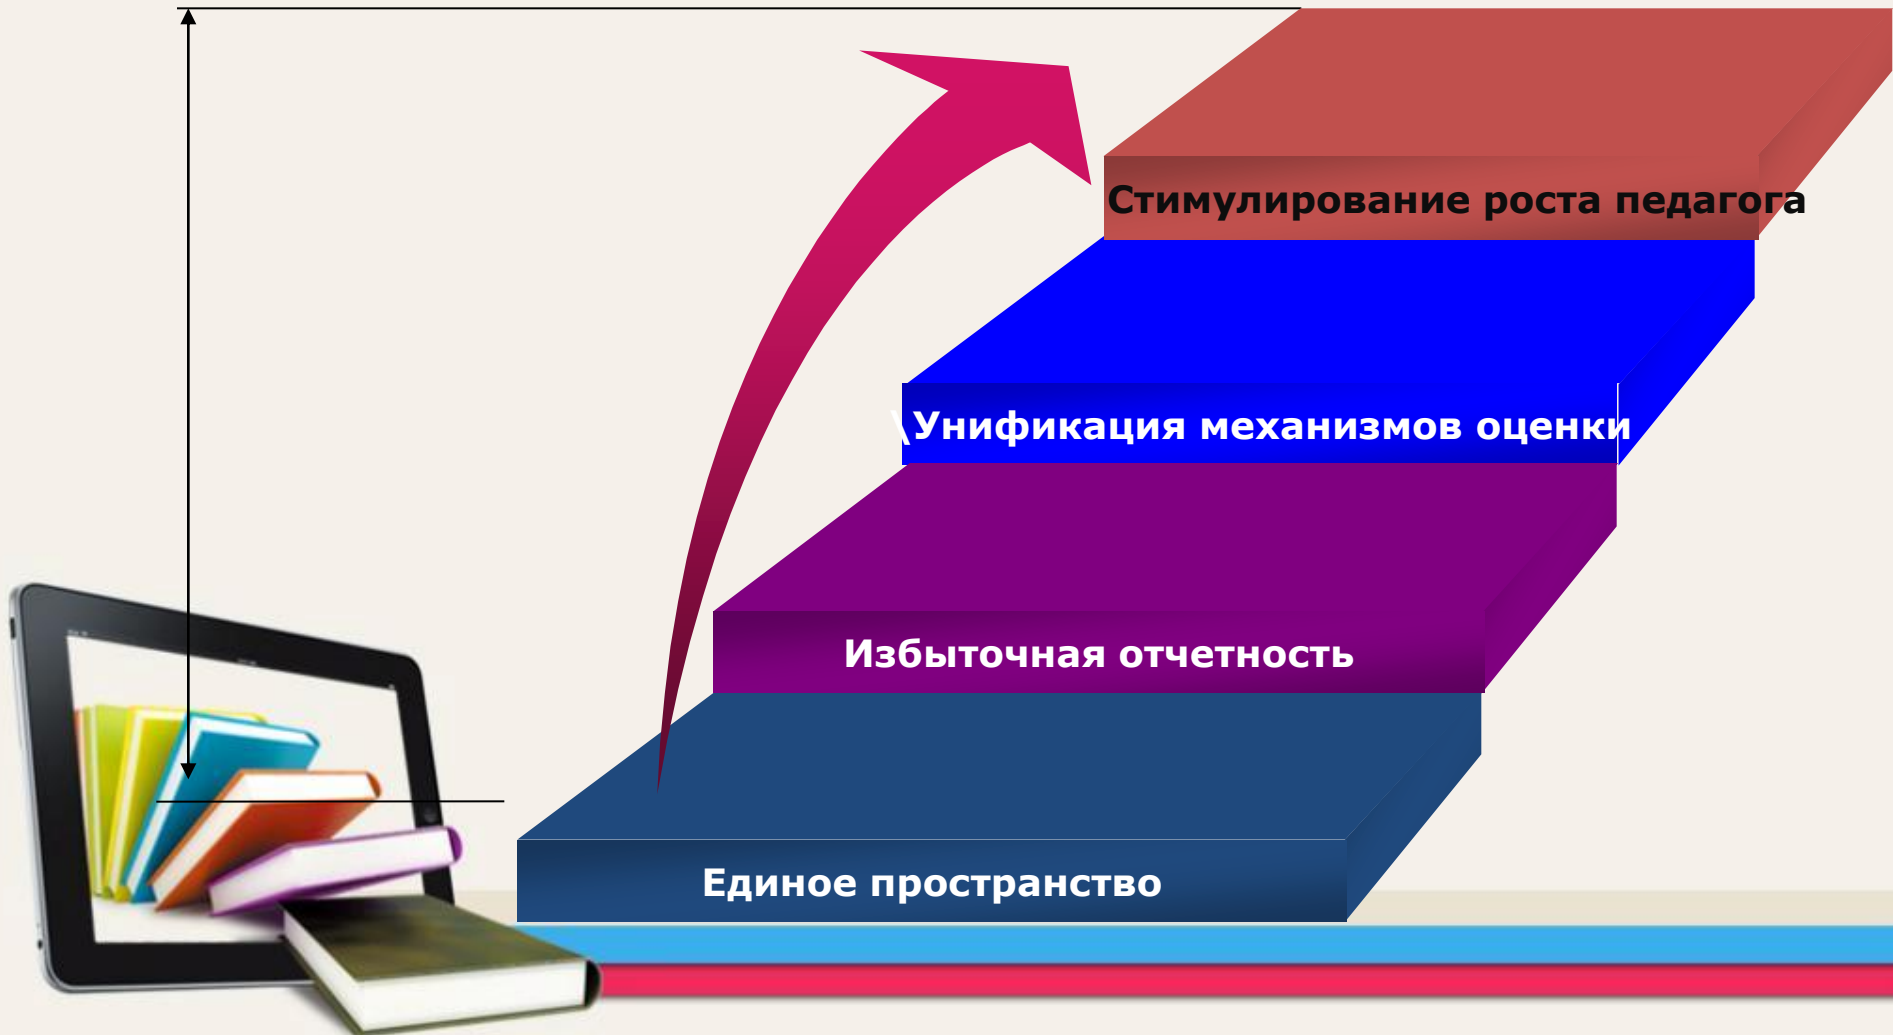 Стимулирование роста педагога
\Унификация механизмов оценки
Избыточная отчетность
Единое пространство